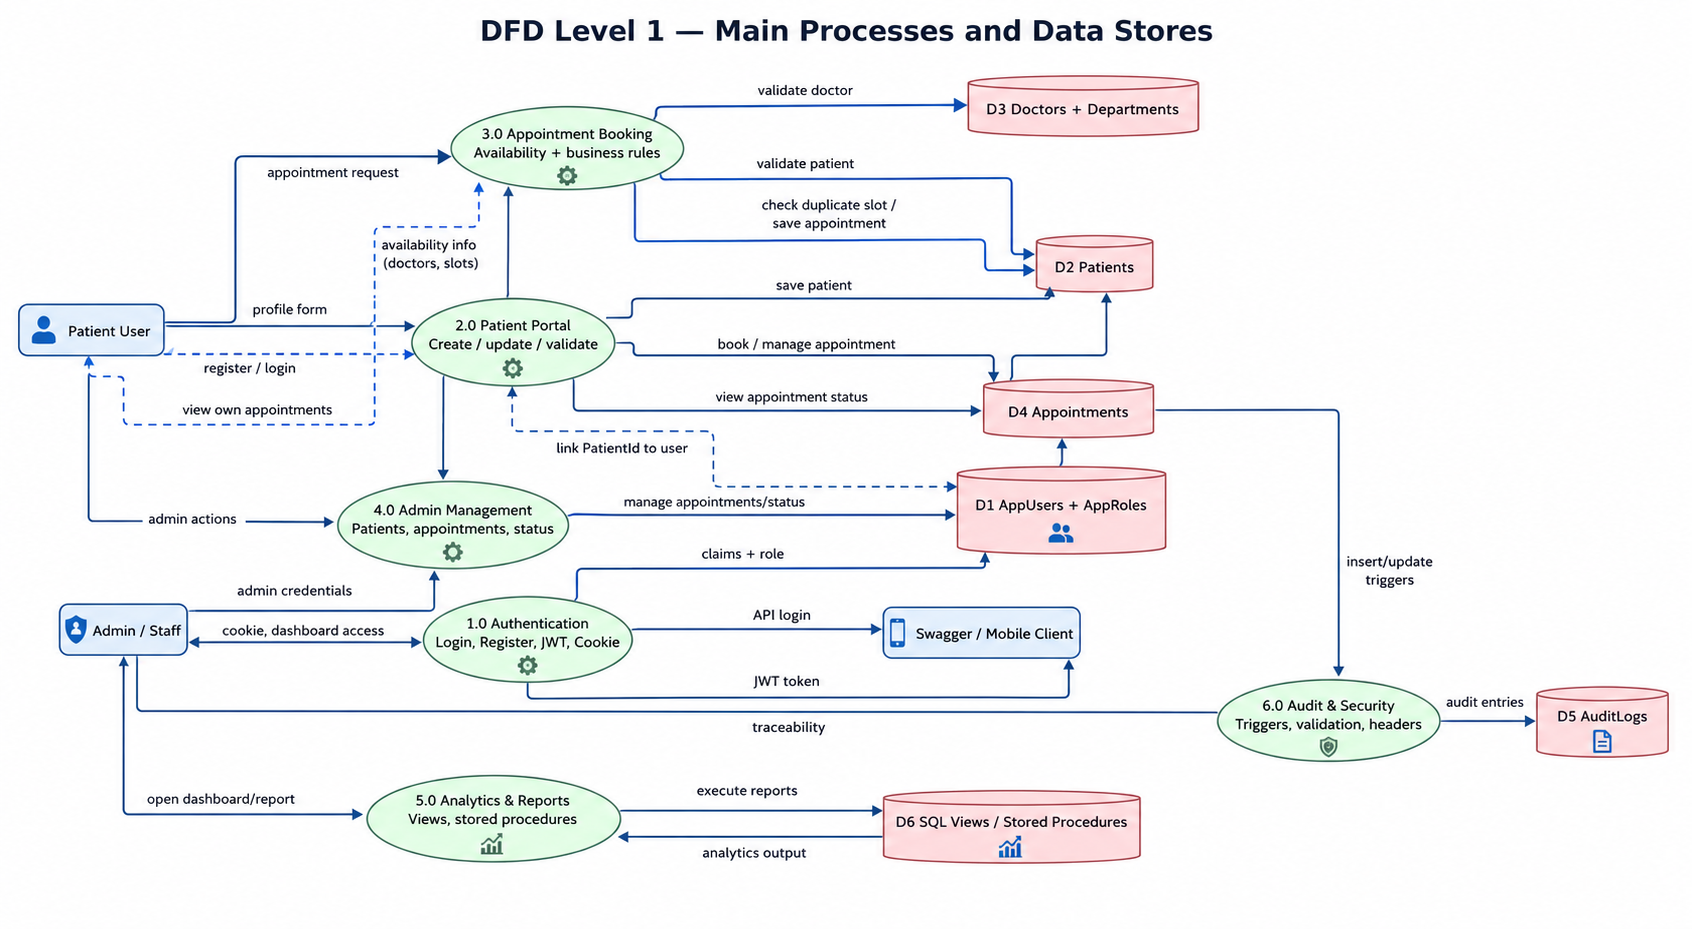 DFD Level 1 — Main Processes and Data Stores
validate doctor
D3 Doctors + Departments
3.0 Appointment Booking
Availability + business rules
appointment request
validate patient
check duplicate slot /
save appointment
availability info
(doctors, slots)
D2 Patients
save patient
profile form
Patient User
2.0 Patient Portal
Create / update / validate
book / manage appointment
register / login
view appointment status
view own appointments
D4 Appointments
link PatientId to user
manage appointments/status
D1 AppUsers + AppRoles
4.0 Admin Management
Patients, appointments, status
admin actions
claims + role
insert/update
triggers
admin credentials
Admin / Staff
cookie, dashboard access
1.0 Authentication
Login, Register, JWT, Cookie
API login
Swagger / Mobile Client
JWT token
traceability
6.0 Audit & Security
Triggers, validation, headers
audit entries
D5 AuditLogs
open dashboard/report
5.0 Analytics & Reports
Views, stored procedures
execute reports
D6 SQL Views / Stored Procedures
analytics output